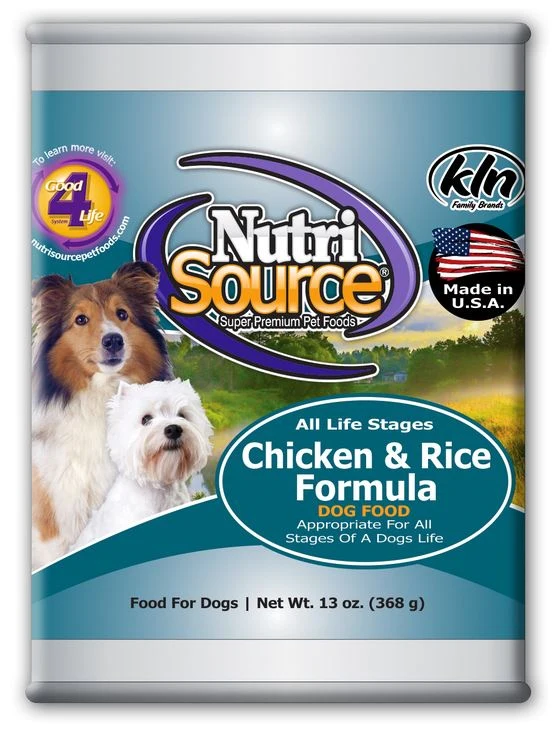 To learn more visit:
Good
4
System
Life
nutrisourcepetfoods.com
kln
Family Brands
Nutri
Source®
Super Premium Pet Foods
Made in
U.S.A.
All Life Stages
Chicken & Rice
Formula
DOG FOOD
Appropriate For All
Stages Of A Dogs Life
Food For Dogs | Net Wt. 13 oz. (368 g)